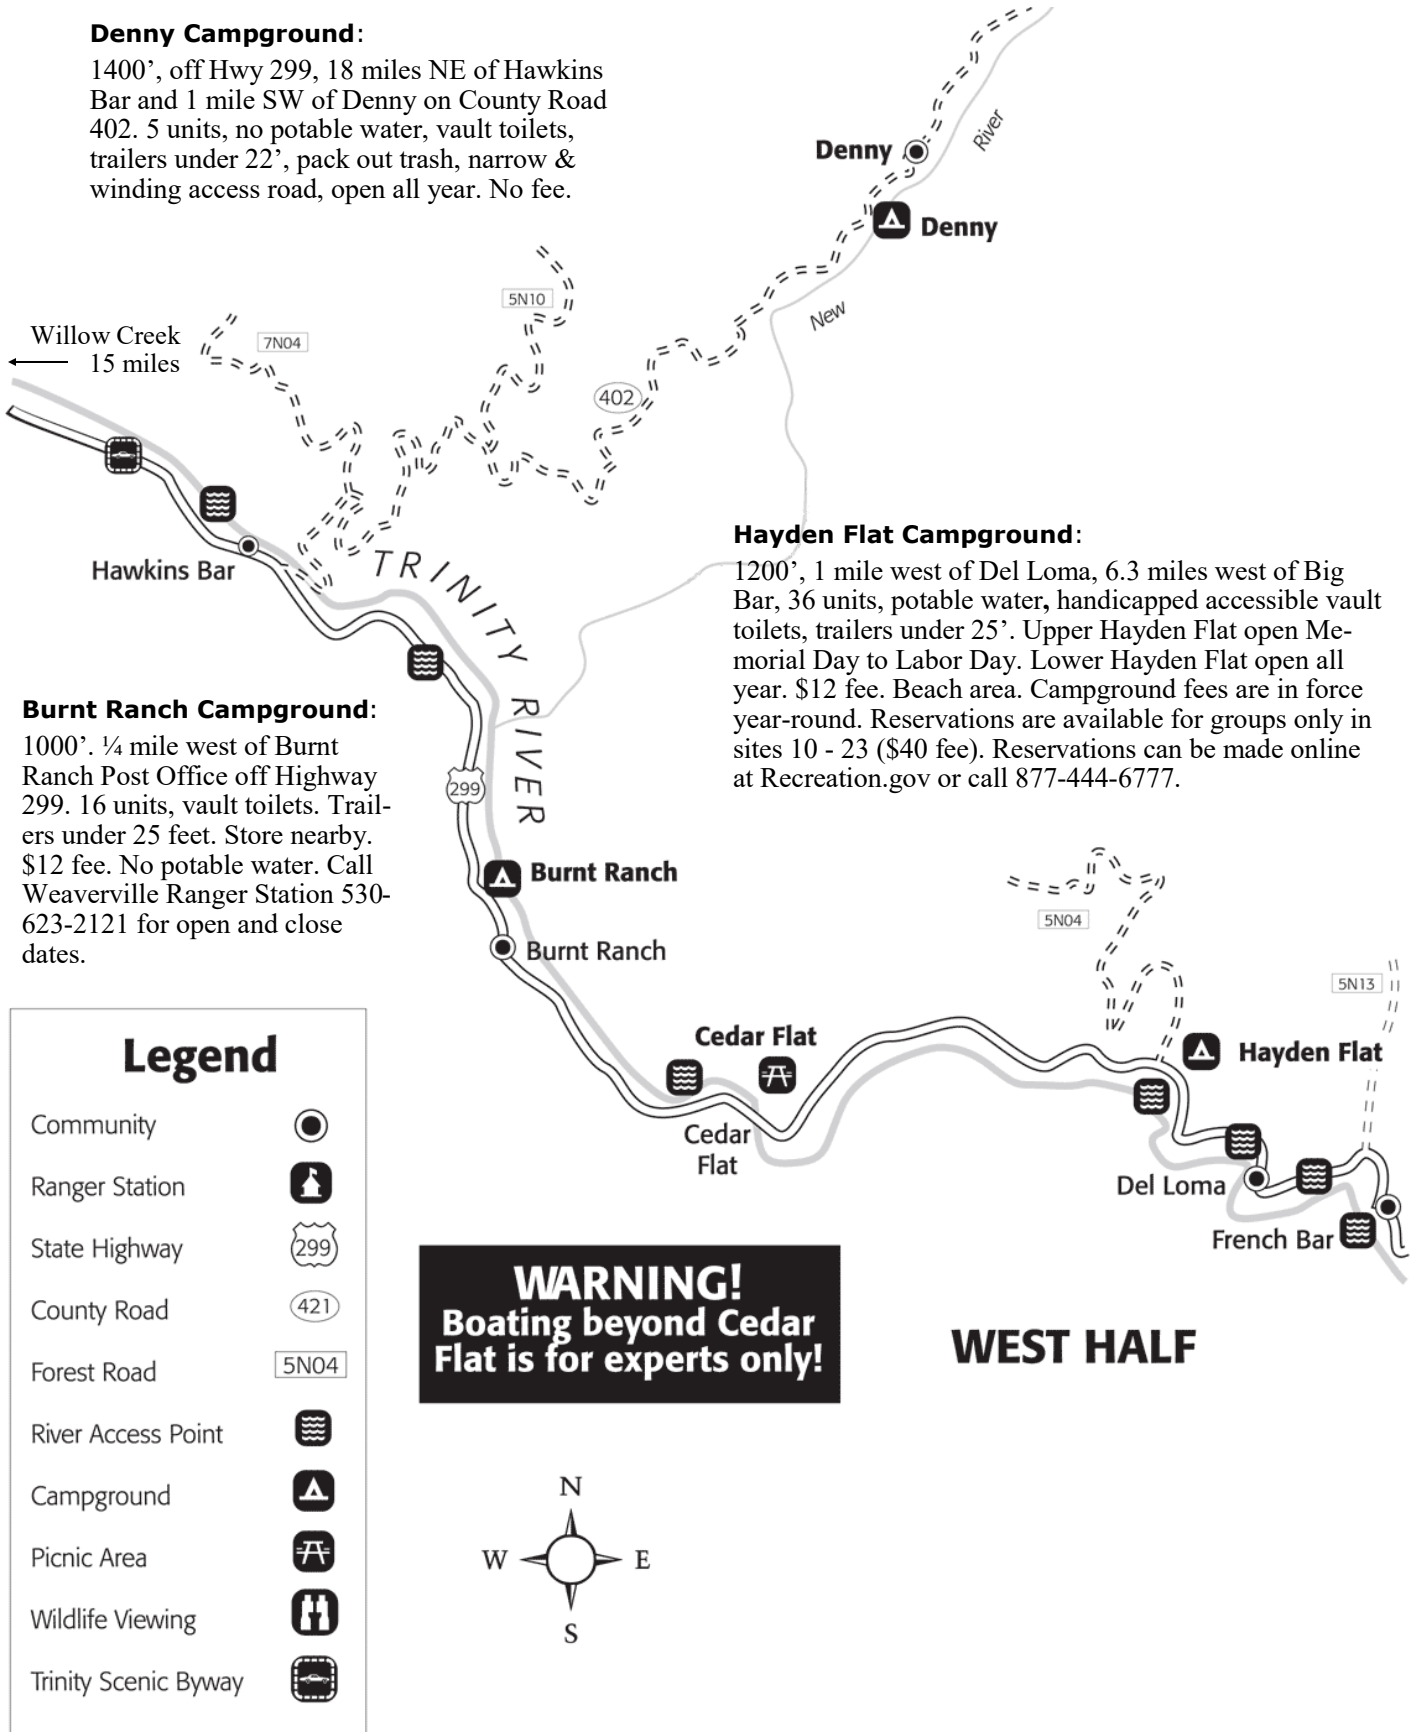 Denny Campground:
1400’, off Hwy 299, 18 miles NE of Hawkins
Bar and 1 mile SW of Denny on County Road
402. 5 units, no potable water, vault toilets,
trailers under 22’, pack out trash, narrow &
winding access road, open all year. No fee.
Denny
River
Denny
New
5N10
7N04
Willow Creek
15 miles
402
Hawkins Bar
TRINITY RIVER
Hayden Flat Campground:
1200’, 1 mile west of Del Loma, 6.3 miles west of Big
Bar, 36 units, potable water, handicapped accessible vault
toilets, trailers under 25’. Upper Hayden Flat open Me-
morial Day to Labor Day. Lower Hayden Flat open all
year. $12 fee. Beach area. Campground fees are in force
year-round. Reservations are available for groups only in
sites 10 - 23 ($40 fee). Reservations can be made online
at Recreation.gov or call 877-444-6777.
Burnt Ranch Campground:
1000’. ¼ mile west of Burnt
Ranch Post Office off Highway
299. 16 units, vault toilets. Trail-
ers under 25 feet. Store nearby.
$12 fee. No potable water. Call
Weaverville Ranger Station 530-
623-2121 for open and close
dates.
299
Burnt Ranch
Burnt Ranch
5N04
5N13
Cedar Flat
Hayden Flat
Cedar
Flat
Del Loma
French Bar
Legend
Community
Ranger Station
State Highway 299
County Road 421
Forest Road 5N04
River Access Point
Campground
Picnic Area
Wildlife Viewing
Trinity Scenic Byway
WARNING!
Boating beyond Cedar
Flat is for experts only!
WEST HALF
N
W E
S